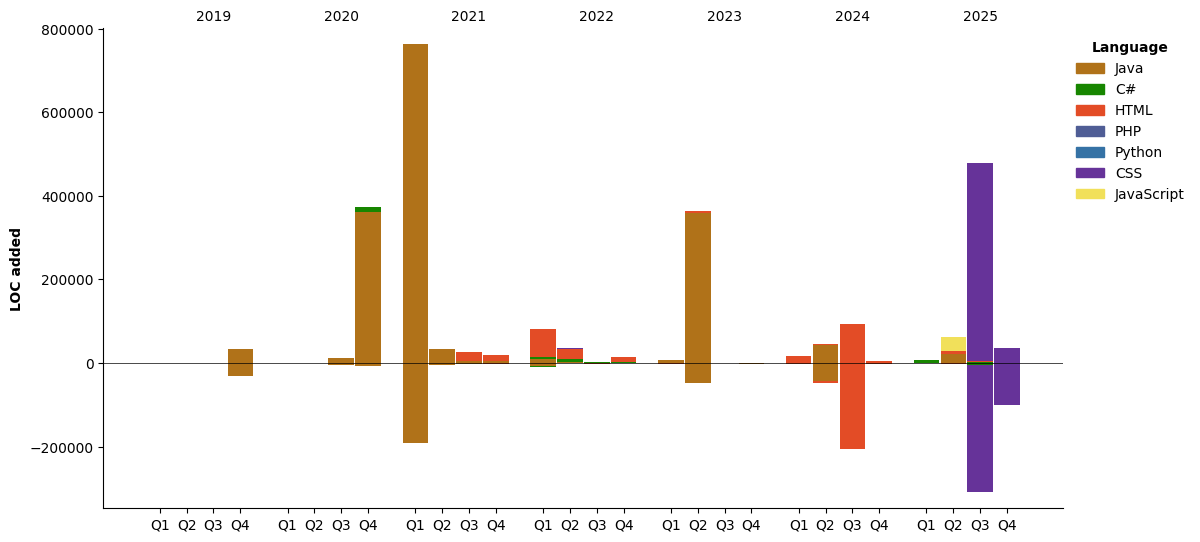 2019 2020 2021 2022 2023 2024 2025
800000
600000
400000
200000
0
−200000
LOC added
Language
Java
C#
HTML
PHP
Python
CSS
JavaScript
Q1 Q2 Q3 Q4 Q1 Q2 Q3 Q4 Q1 Q2 Q3 Q4 Q1 Q2 Q3 Q4 Q1 Q2 Q3 Q4 Q1 Q2 Q3 Q4 Q1 Q2 Q3 Q4